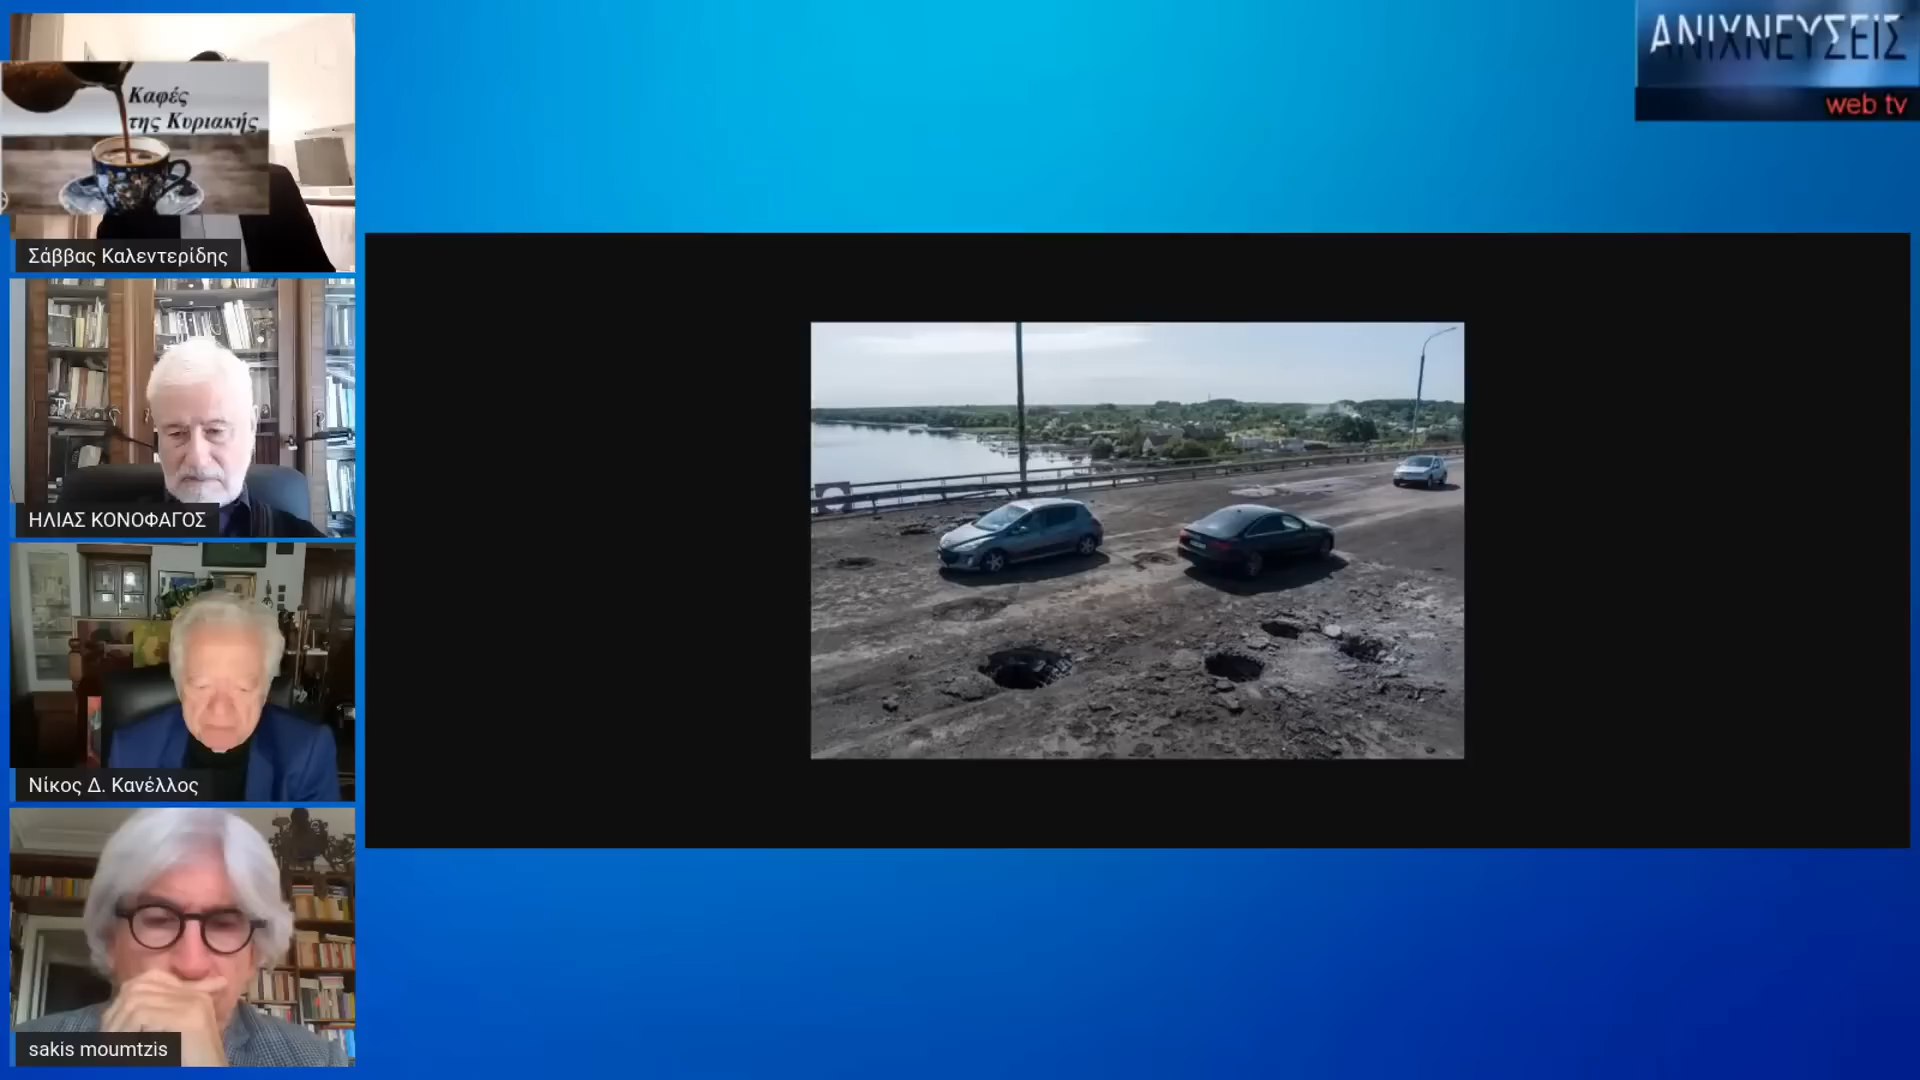 Καφές
της Κυριακής
Σάββας Καλεντερίδης
ΗΛΙΑΣ ΚΟΝΟΦΑΓΟΣ
Νίκος Δ. Κανέλλος
sakis moumtzis
ΑΝΙΧΝΕΥΣΕΙΣ
web tv